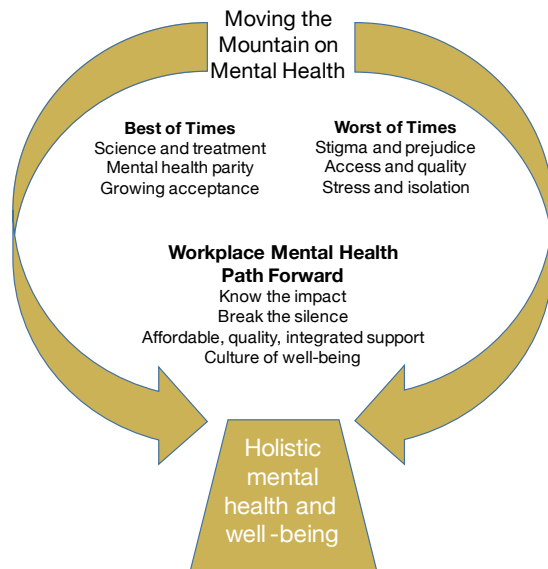 Moving the
Mountain on
Mental Health
Best of Times
Science and treatment
Mental health parity
Growing acceptance
Worst of Times
Stigma and prejudice
Access and quality
Stress and isolation
Workplace Mental Health
Path Forward
Know the impact
Break the silence
Affordable, quality, integrated support
Culture of well-being
Holistic
mental
health and
well -being